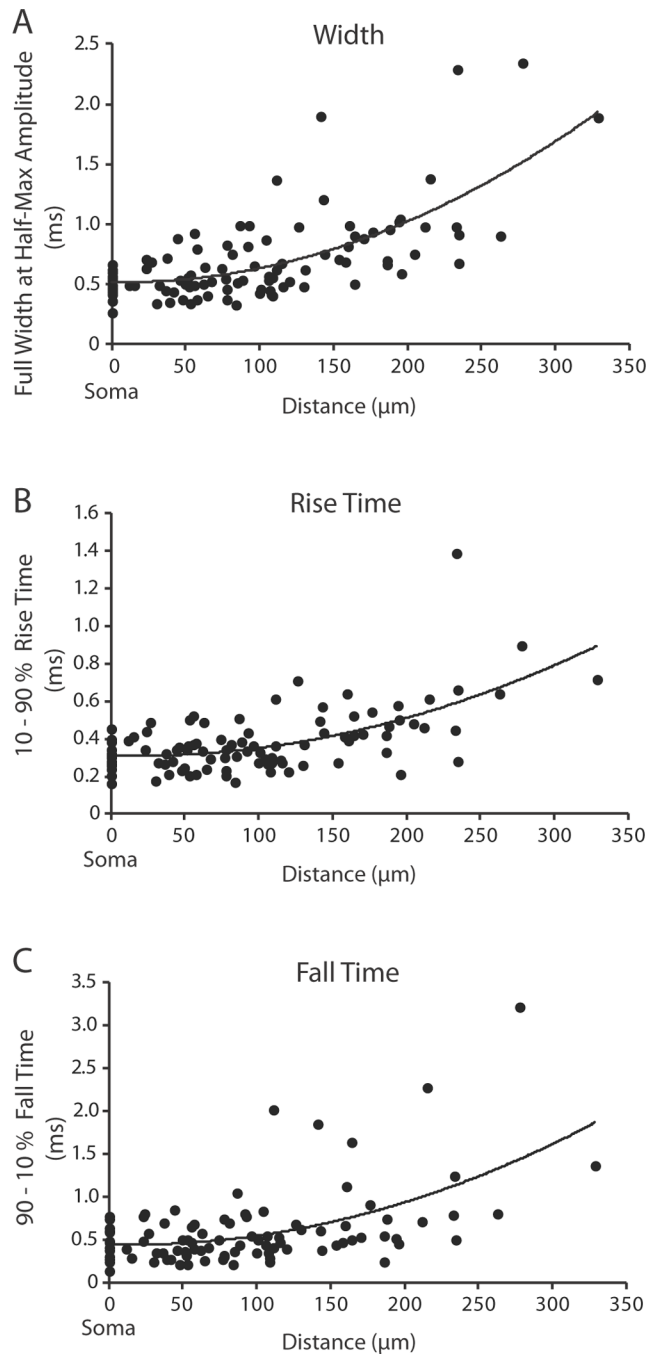 A
Width
Full Width at Half-Max Amplitude
(ms)
2.5
2.0
1.5
1.0
0.5
0
0 50 100 150 200 250 300 350
Soma
Distance (μm)
B
Rise Time
10 - 90 % Rise Time
(ms)
1.6
1.4
1.2
1.0
0.8
0.6
0.4
0.2
0
0 50 100 150 200 250 300 350
Soma
Distance (μm)
C
Fall Time
90 - 10 % Fall Time
(ms)
3.5
3.0
2.5
2.0
1.5
1.0
0.5
0
0 50 100 150 200 250 300 350
Soma
Distance (μm)